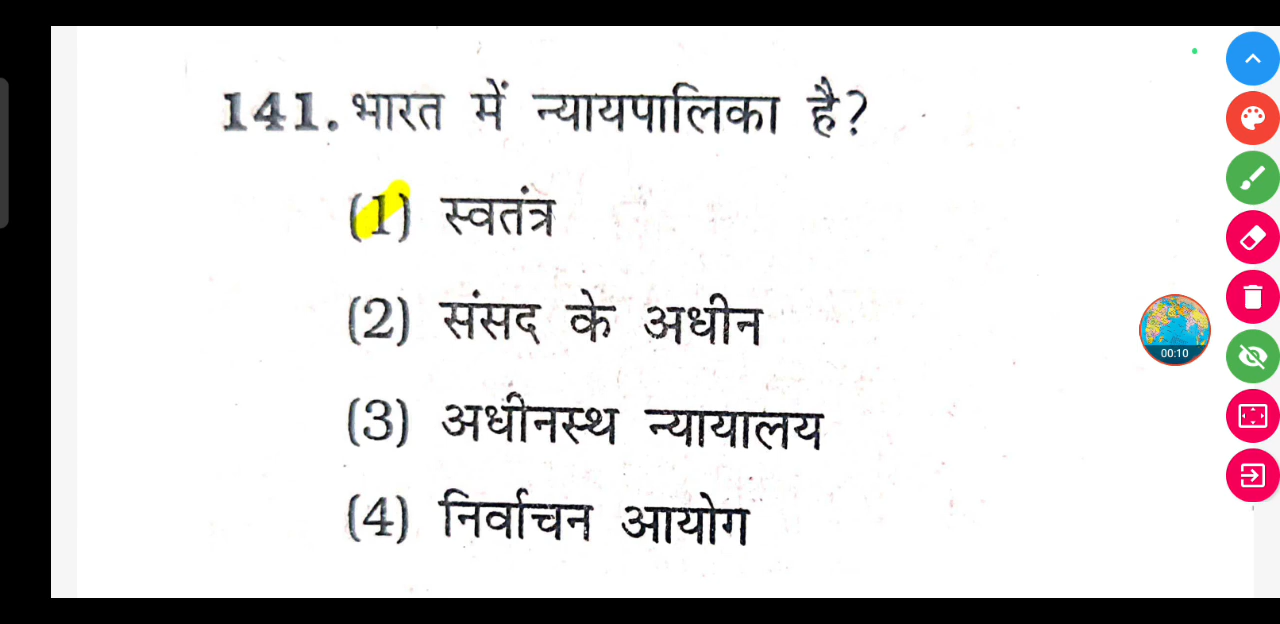 141. भारत में न्यायपालिका है?
(1) स्वतंत्र
(2) संसद के अधीन
(3) अधीनस्थ न्यायालय
(4) निर्वाचन आयोग
00:10